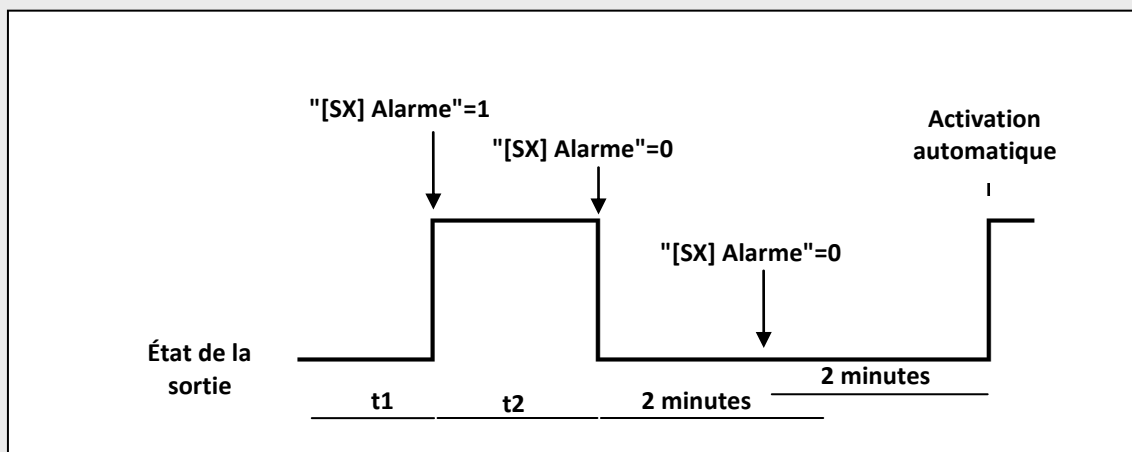 "[SX] Alarme"=1
"[SX] Alarme"=0
Activation
automatique
"[SX] Alarme"=0
État de la
sortie
2 minutes
t1
t2
2 minutes